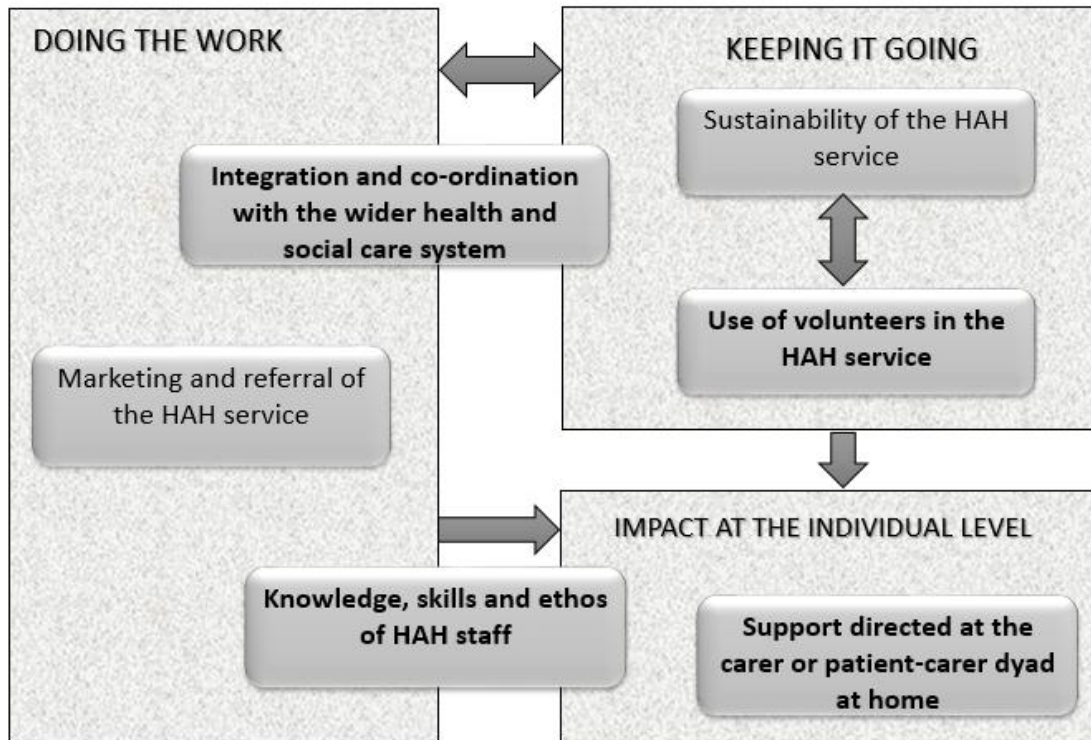 DOING THE WORK
Integration and co-ordination
with the wider health and
social care system
Marketing and referral of
the HAH service
Knowledge, skills and ethos
of HAH staff
KEEPING IT GOING
Sustainability of the HAH
service
Use of volunteers in the
HAH service
IMPACT AT THE INDIVIDUAL LEVEL
Support directed at the
carer or patient-carer dyad
at home